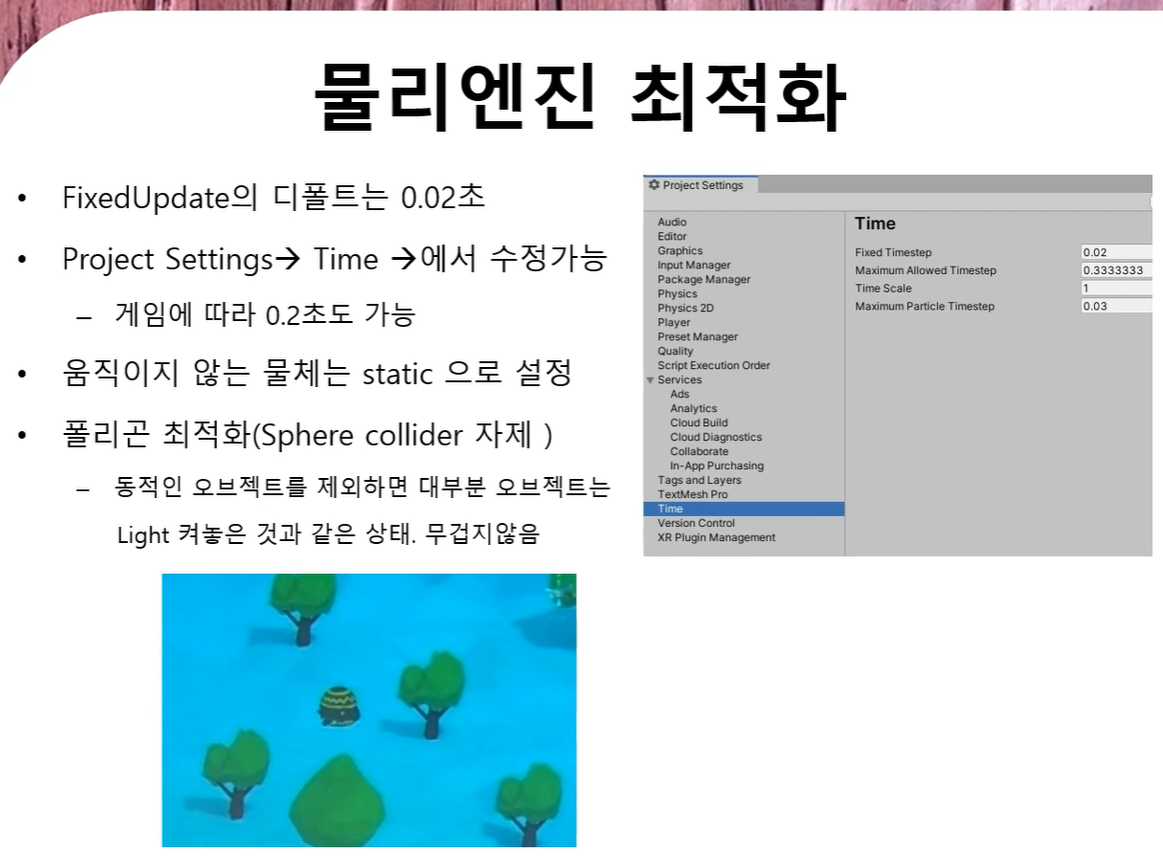 물리엔진 최적화
• FixedUpdate의 디폴트는 0.02초
• Project Settings→ Time →에서 수정가능
– 게임에 따라 0.2초도 가능
• 움직이지 않는 물체는 static 으로 설정
• 폴리곤 최적화(Sphere collider 자제 )
– 동적인 오브젝트를 제외하면 대부분 오브젝트는
Light 켜놓은 것과 같은 상태. 무겁지않음
Project Settings
Audio
Editor
Graphics
Input Manager
Package Manager
Physics
Physics 2D
Player
Preset Manager
Quality
Script Execution Order
Services
Ads
Analytics
Cloud Build
Cloud Diagnostics
Collaborate
In-App Purchasing
Tags and Layers
TextMesh Pro
Time
Version Control
XR Plugin Management
Time
Fixed Timestep 0.02
Maximum Allowed Timestep 0.3333333
Time Scale 1
Maximum Particle Timestep 0.03